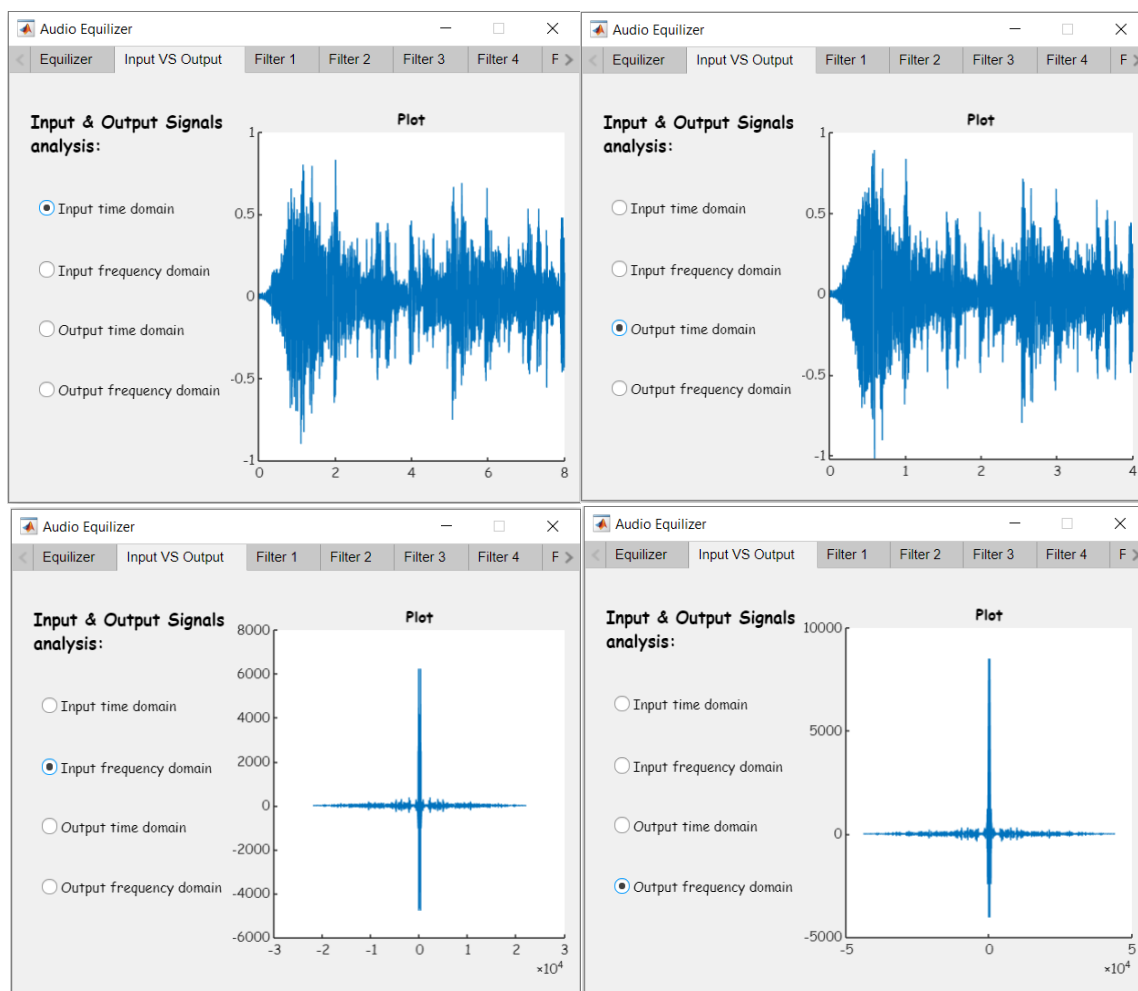 Audio Equilizer
Equilizer Input VS Output Filter 1 Filter 2 Filter 3 Filter 4 F
Input & Output Signals
analysis:
Input time domain
Input frequency domain
Output time domain
Output frequency domain
Plot
1
0.5
0
-0.5
-1
0 2 4 6 8
Audio Equilizer
Equilizer Input VS Output Filter 1 Filter 2 Filter 3 Filter 4 F
Input & Output Signals
analysis:
Input time domain
Input frequency domain
Output time domain
Output frequency domain
Plot
1
0.5
0
-0.5
-1
0 1 2 3 4
Audio Equilizer
Equilizer Input VS Output Filter 1 Filter 2 Filter 3 Filter 4 F
Input & Output Signals
analysis:
Input time domain
Input frequency domain
Output time domain
Output frequency domain
Plot
8000
6000
4000
2000
0
-2000
-4000
-6000
-3 -2 -1 0 1 2 3
×10⁴
Audio Equilizer
Equilizer Input VS Output Filter 1 Filter 2 Filter 3 Filter 4 F
Input & Output Signals
analysis:
Input time domain
Input frequency domain
Output time domain
Output frequency domain
Plot
10000
5000
0
-5000
-5 0 5
×10⁴